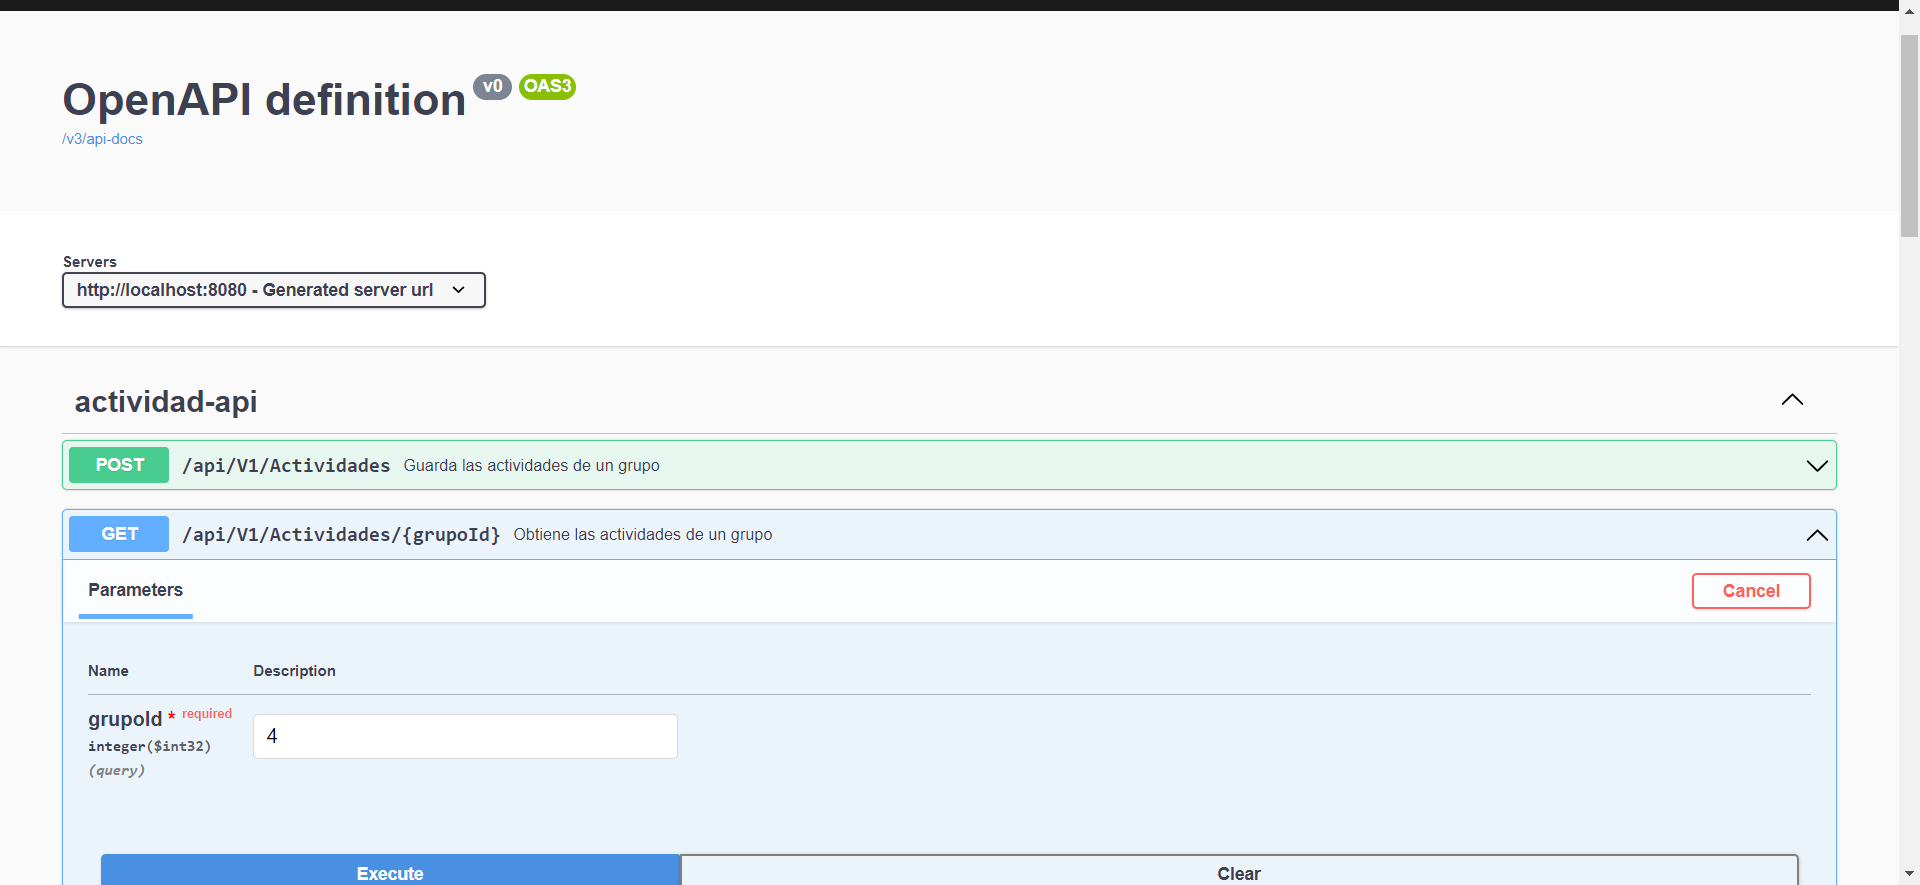 OpenAPI definition v0 OAS3
/v3/api-docs
Servers
http://localhost:8080 - Generated server url
actividad-api
POST /api/V1/Actividades Guarda las actividades de un grupo
GET /api/V1/Actividades/{grupoId} Obtiene las actividades de un grupo
Parameters Cancel
Name Description
grupoId * required
integer($int32)
(query)
4
Execute Clear